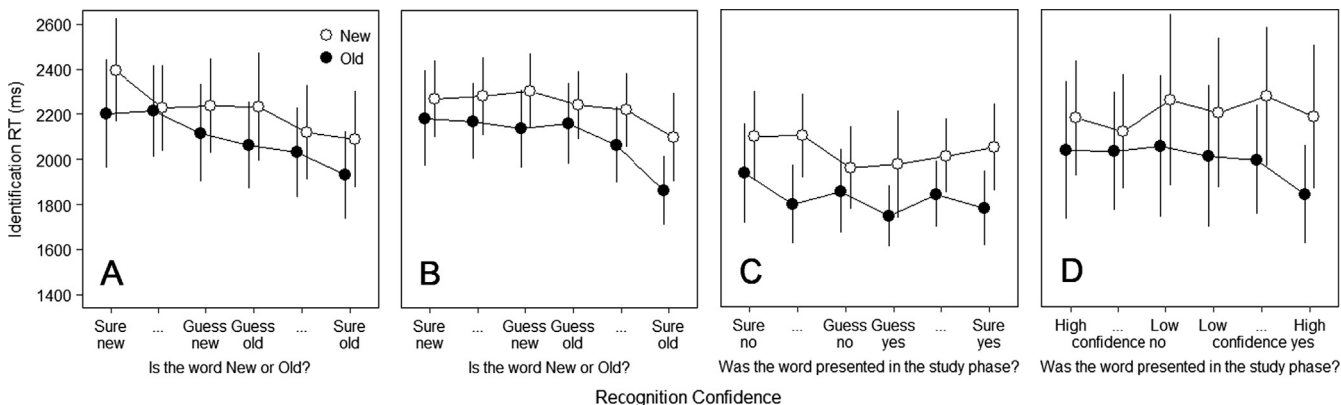 2600
2400
2200
2000
1800
1600
1400
Identification RT (ms)
New
Old
A
B
C
D
Sure new
...
Guess new
Guess old
...
Sure old
Is the word New or Old?
Sure new
...
Guess new
Guess old
...
Sure old
Is the word New or Old?
Sure no
...
Guess no
Guess yes
...
Sure yes
Was the word presented in the study phase?
High ... Low Low ... High
confidence no confidence yes
Was the word presented in the study phase?
Recognition Confidence